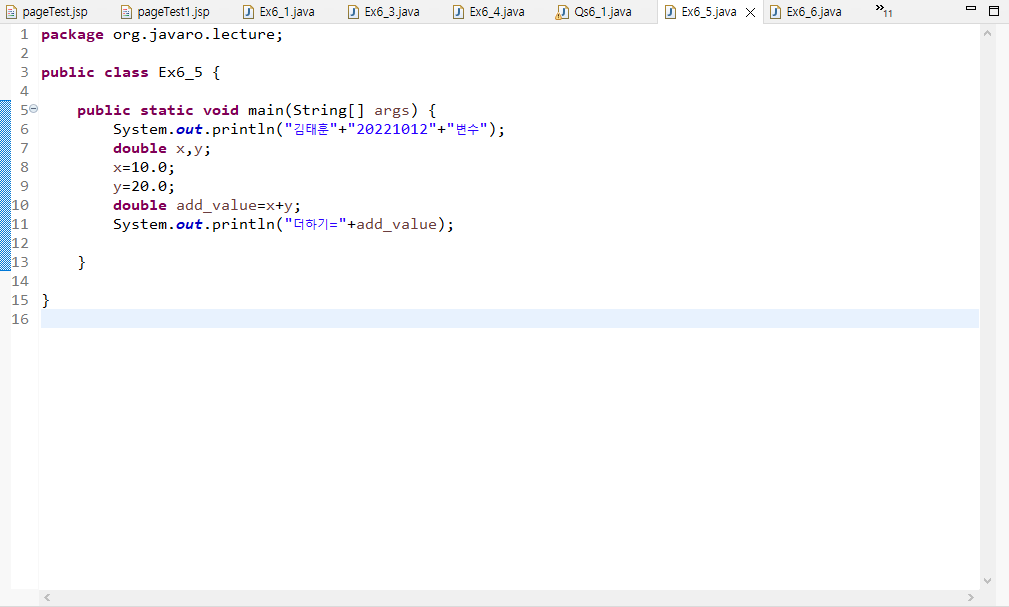 pageTest.jsp pageTest1.jsp Ex6_1.java Ex6_3.java Ex6_4.java Qs6_1.java Ex6_5.java Ex6_6.java »11
1 package org.javaro.lecture;
2
3 public class Ex6_5 {
4
5 public static void main(String[] args) {
6 System.out.println("김태훈"+"20221012"+"변수");
7 double x,y;
8 x=10.0;
9 y=20.0;
10 double add_value=x+y;
11 System.out.println("더하기="+add_value);
12
13 }
14
15 }
16